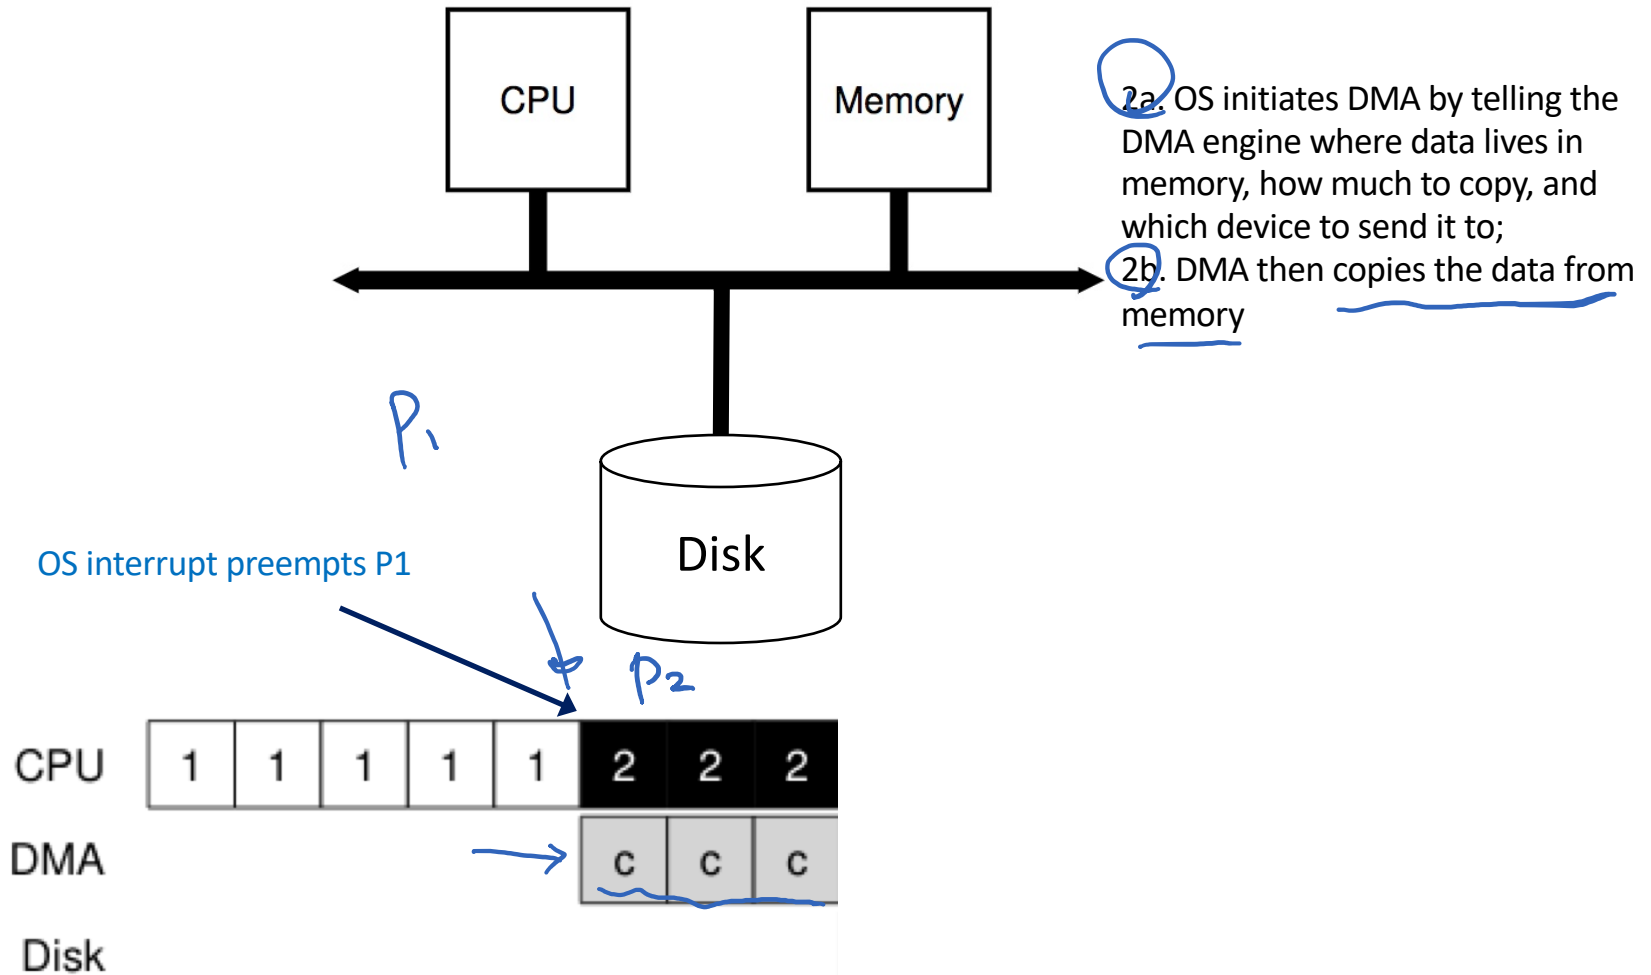 CPU
Memory
2a. OS initiates DMA by telling the
DMA engine where data lives in
memory, how much to copy, and
which device to send it to;
2b. DMA then copies the data from
memory
P1
Disk
OS interrupt preempts P1
P2
CPU 1 1 1 1 1 2 2 2
DMA c c c
Disk